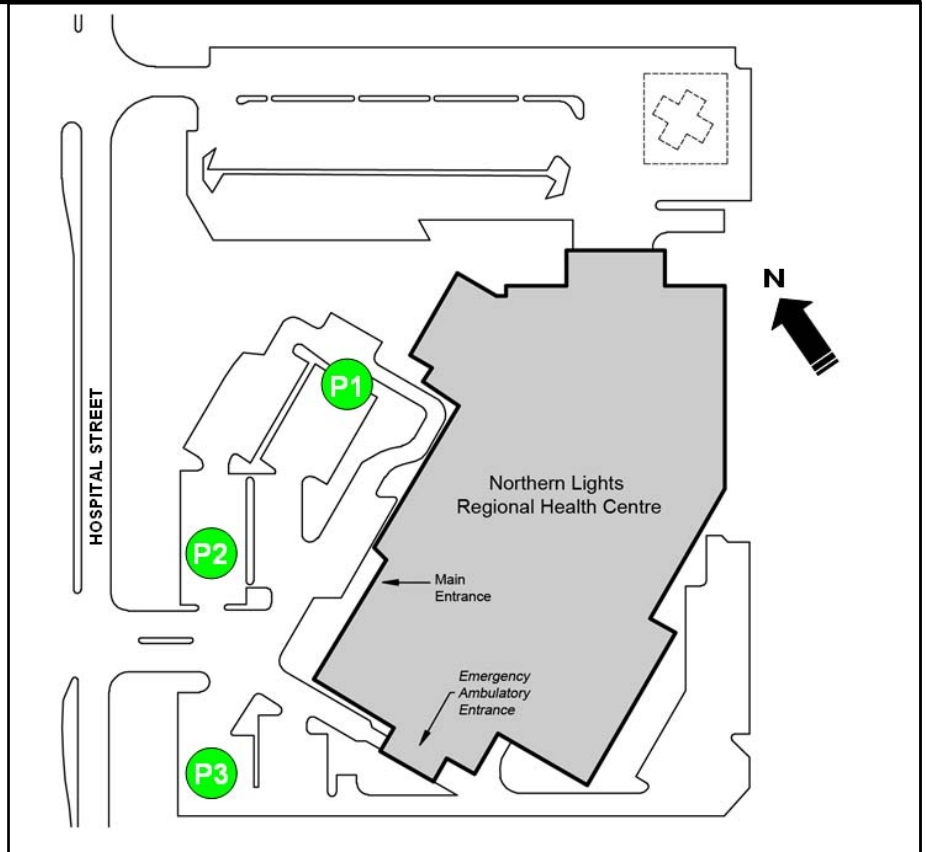 N
P1
HOSPITAL STREET
Northern Lights
Regional Health Centre
P2
Main
Entrance
Emergency
Ambulatory
Entrance
P3